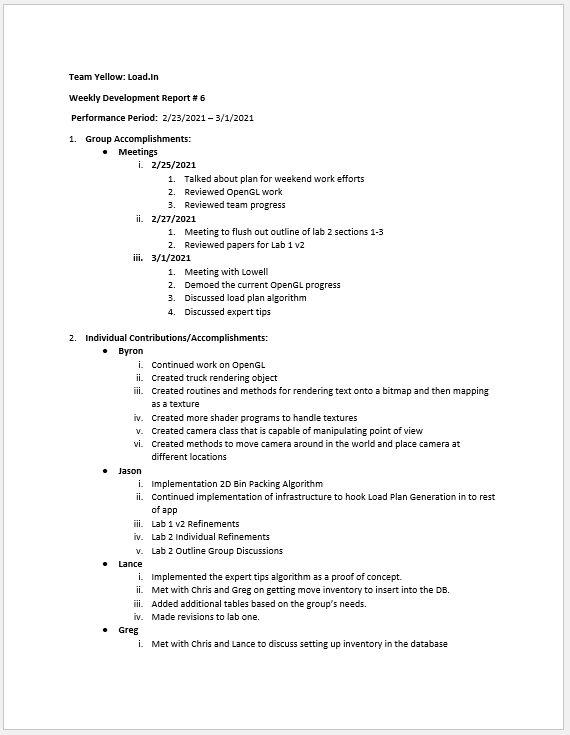 Team Yellow: Load.In
Weekly Development Report # 6
Performance Period: 2/23/2021 – 3/1/2021
1. Group Accomplishments:
• Meetings
i. 2/25/2021
1. Talked about plan for weekend work efforts
2. Reviewed OpenGL work
3. Reviewed team progress
ii. 2/27/2021
1. Meeting to flush out outline of lab 2 sections 1-3
2. Reviewed papers for Lab 1 v2
iii. 3/1/2021
1. Meeting with Lowell
2. Demoed the current OpenGL progress
3. Discussed load plan algorithm
4. Discussed expert tips
2. Individual Contributions/Accomplishments:
• Byron
i. Continued work on OpenGL
ii. Created truck rendering object
iii. Created routines and methods for rendering text onto a bitmap and then mapping
as a texture
iv. Created more shader programs to handle textures
v. Created camera class that is capable of manipulating point of view
vi. Created methods to move camera around in the world and place camera at
different locations
• Jason
i. Implementation 2D Bin Packing Algorithm
ii. Continued implementation of infrastructure to hook Load Plan Generation in to rest
of app
iii. Lab 1 v2 Refinements
iv. Lab 2 Individual Refinements
v. Lab 2 Outline Group Discussions
• Lance
i. Implemented the expert tips algorithm as a proof of concept.
ii. Met with Chris and Greg on getting move inventory to insert into the DB.
iii. Added additional tables based on the group's needs.
iv. Made revisions to lab one.
• Greg
i. Met with Chris and Lance to discuss setting up inventory in the database